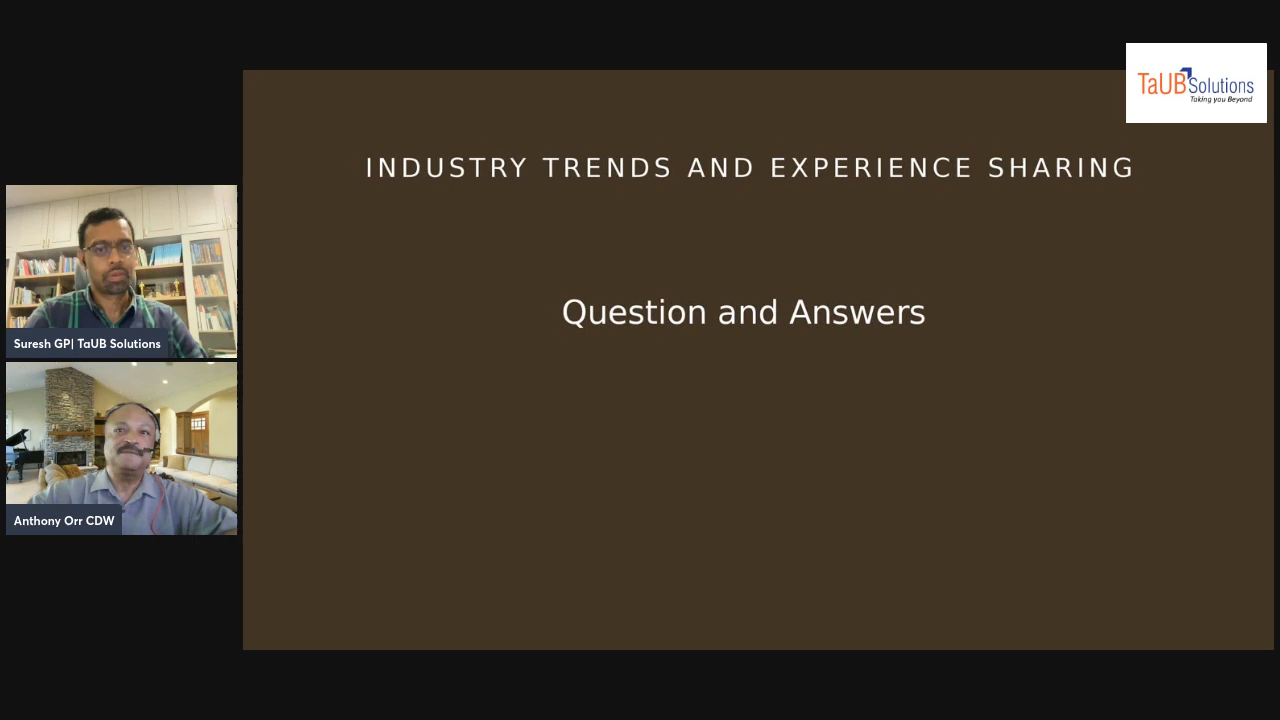 TaUB Solutions
Taking you Beyond
INDUSTRY TRENDS AND EXPERIENCE SHARING
Question and Answers
Suresh GP| TaUB Solutions
Anthony Orr CDW